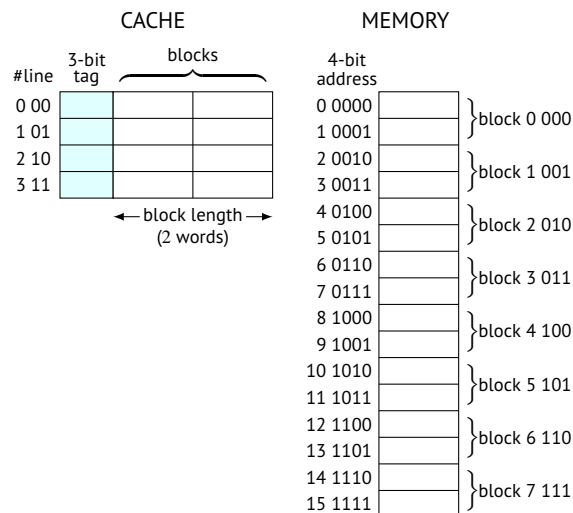 CACHE
#line
3-bit
tag
blocks
0 00
1 01
2 10
3 11
block length
(2 words)
MEMORY
4-bit
address
0 0000
1 0001
2 0010
3 0011
4 0100
5 0101
6 0110
7 0111
8 1000
9 1001
10 1010
11 1011
12 1100
13 1101
14 1110
15 1111
block 0 000
block 1 001
block 2 010
block 3 011
block 4 100
block 5 101
block 6 110
block 7 111